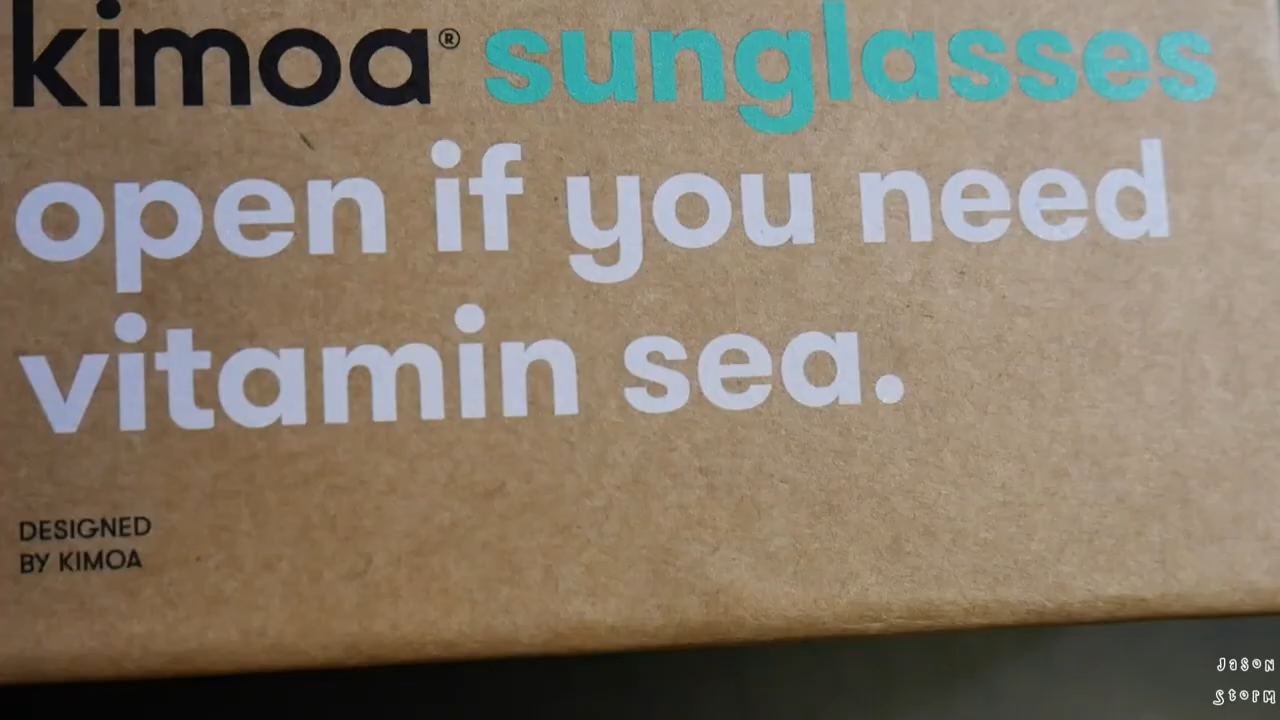 kimoa® sunglasses
open if you need
vitamin sea.
DESIGNED
BY KIMOA
Jason
Storm